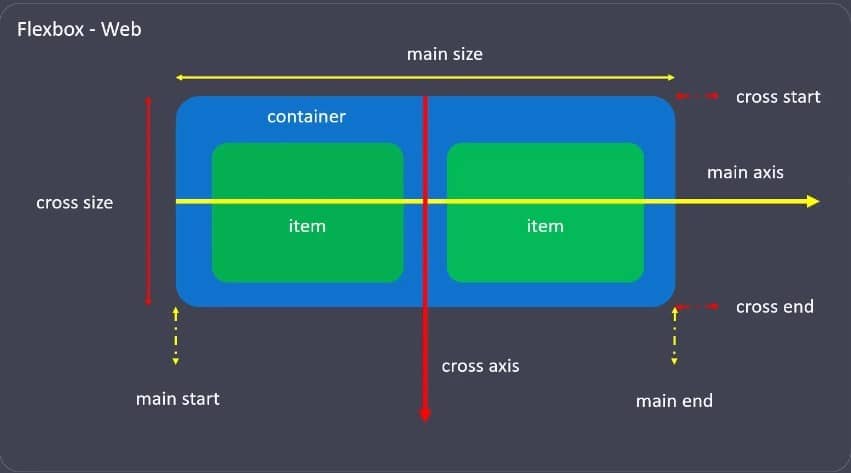 Flexbox - Web
main size
cross start
container
main axis
cross size
item
item
cross end
cross axis
main start
main end